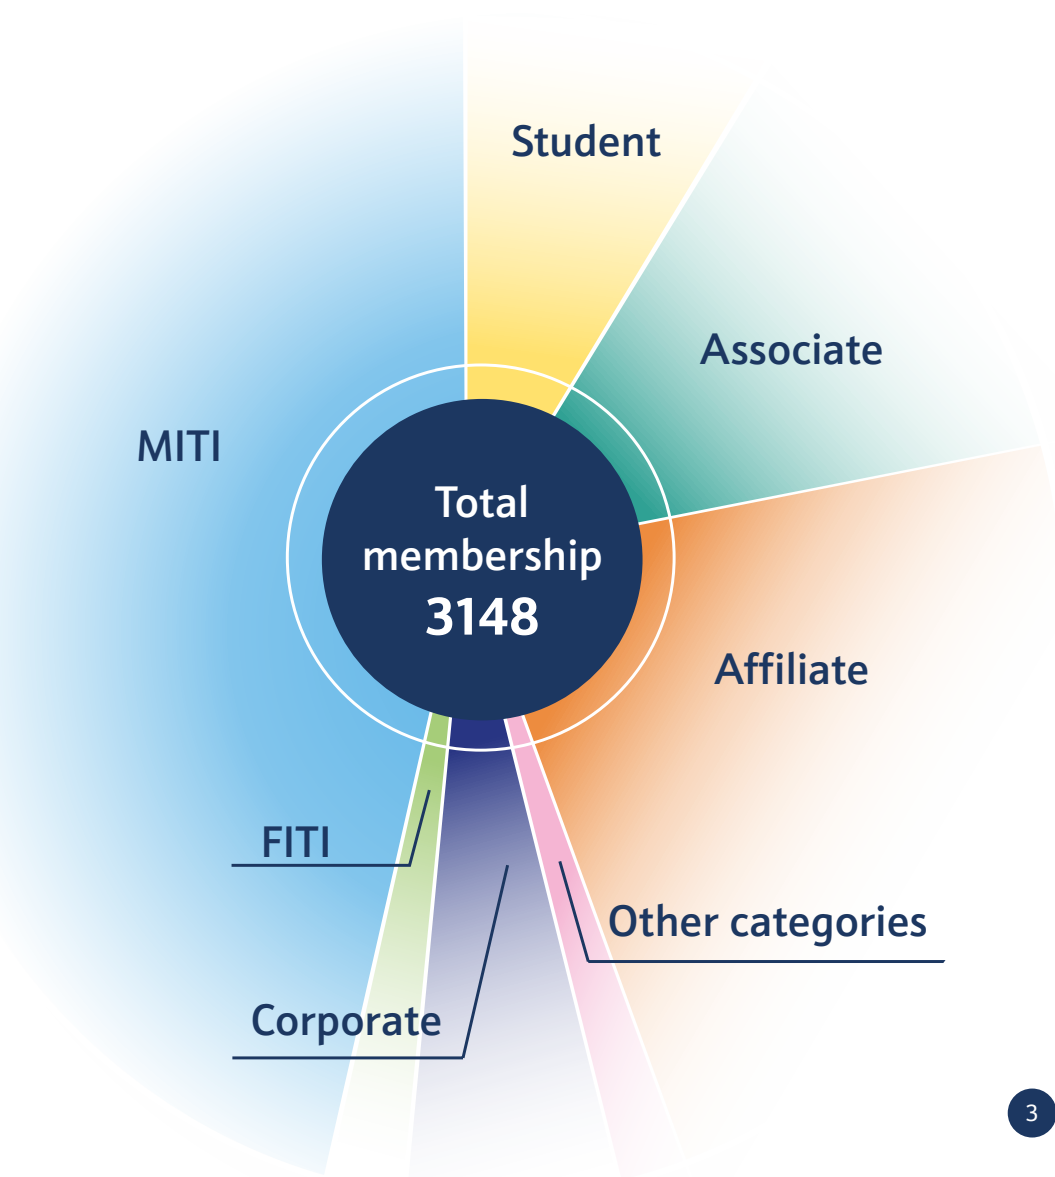 Student
Associate
MITI
Total
membership
3148
Affiliate
FITI
Other categories
Corporate
3